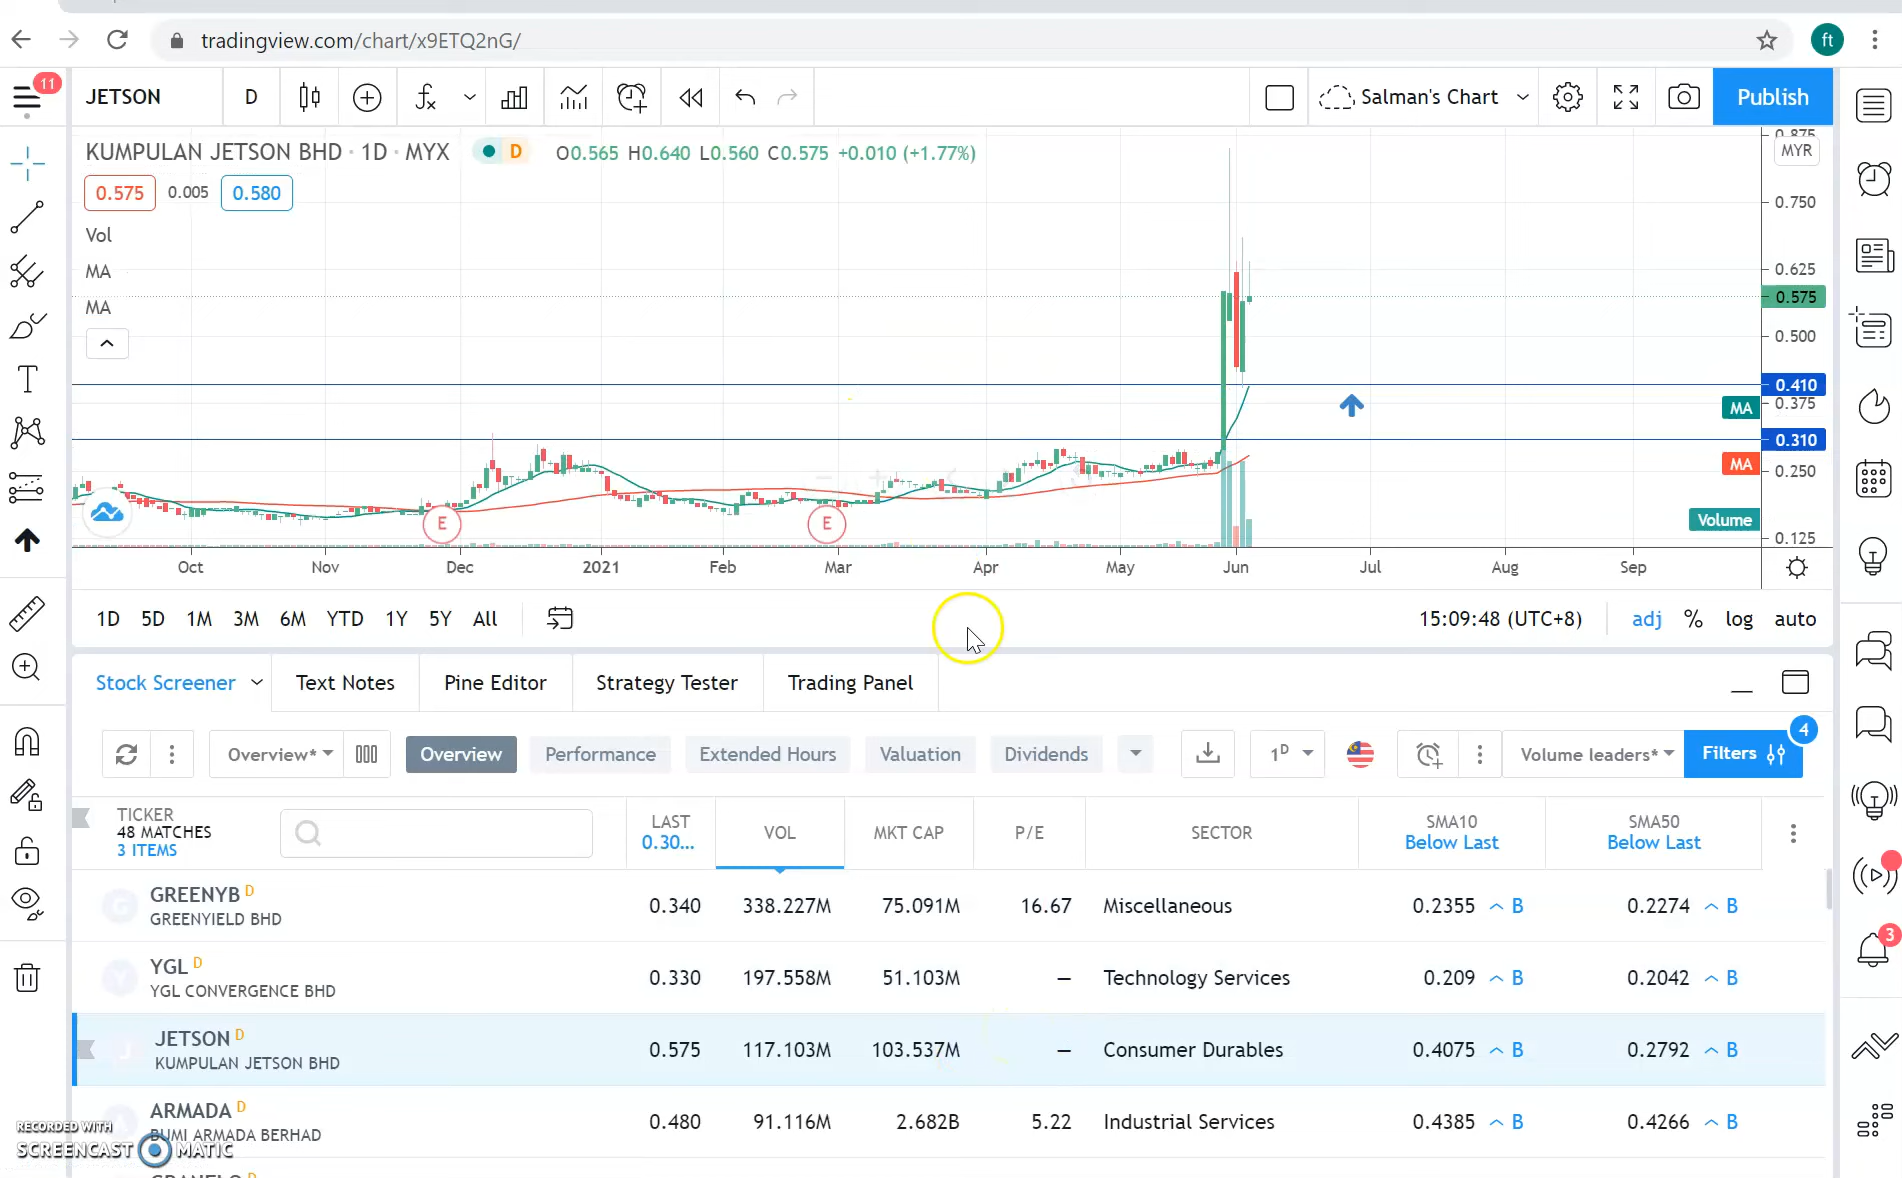 tradingview.com/chart/x9ETQ2nG/
ft
11
JETSON
D
Salman's Chart
Publish
KUMPULAN JETSON BHD · 1D · MYX
D
O0.565 H0.640 L0.560 C0.575 +0.010 (+1.77%)
0.575
0.005
0.580
Vol
MA
MA
0.875
MYR
0.750
0.625
0.575
0.500
0.410
0.375
MA
0.310
MA
0.250
Volume
0.125
E
E
Oct
Nov
Dec
2021
Feb
Mar
Apr
May
Jun
Jul
Aug
Sep
1D 5D 1M 3M 6M YTD 1Y 5Y All
15:09:48 (UTC+8)
adj
%
log
auto
Stock Screener
Text Notes
Pine Editor
Strategy Tester
Trading Panel
Overview*
Overview
Performance
Extended Hours
Valuation
Dividends
1D
Volume leaders*
Filters
4
TICKER
48 MATCHES
3 ITEMS
LAST
0.30...
VOL
MKT CAP
P/E
SECTOR
SMA10
Below Last
SMA50
Below Last
G
GREENYB D
GREENYIELD BHD
0.340
338.227M
75.091M
16.67
Miscellaneous
0.2355
B
0.2274
B
Y
YGL D
YGL CONVERGENCE BHD
0.330
197.558M
51.103M
—
Technology Services
0.209
B
0.2042
B
J
JETSON D
KUMPULAN JETSON BHD
0.575
117.103M
103.537M
—
Consumer Durables
0.4075
B
0.2792
B
A
ARMADA D
BUMI ARMADA BERHAD
0.480
91.116M
2.682B
5.22
Industrial Services
0.4385
B
0.4266
B
3
RECORDED WITH
SCREENCAST MATIC